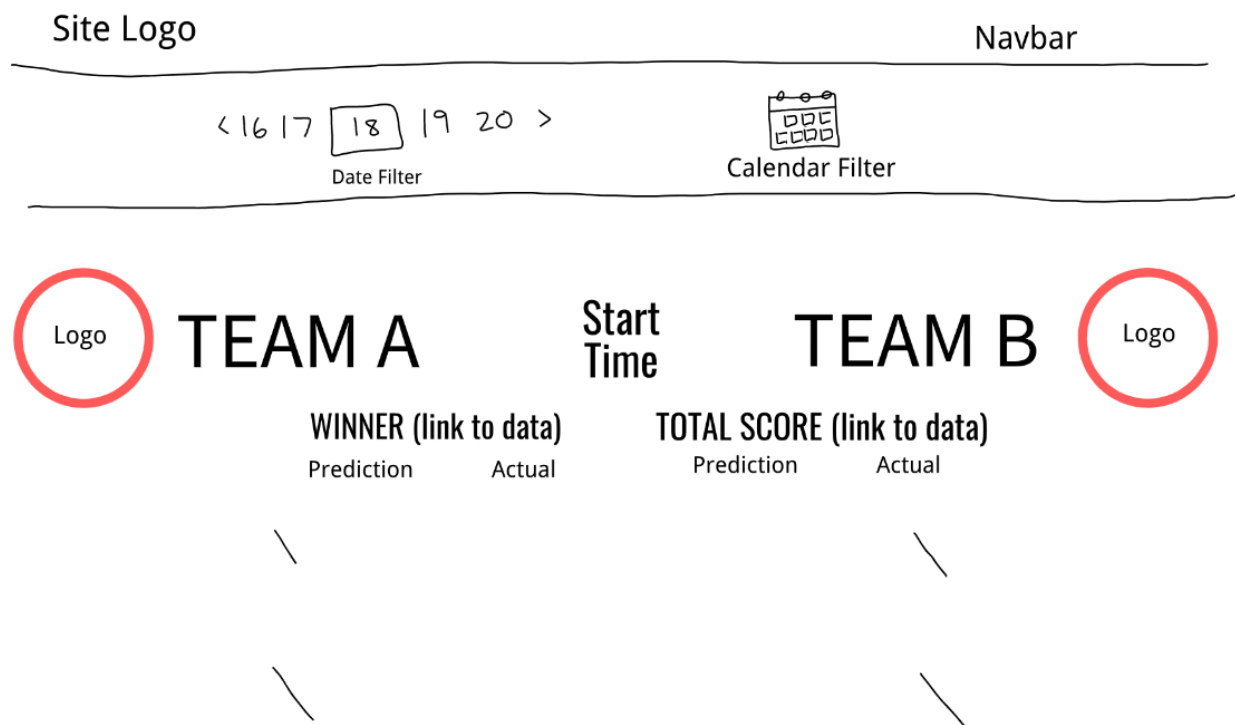 Site Logo
Navbar
< 16 17 18 19 20 >
Date Filter
Calendar Filter
Logo
TEAM A
Start
Time
TEAM B
Logo
WINNER (link to data)
TOTAL SCORE (link to data)
Prediction
Actual
Prediction
Actual